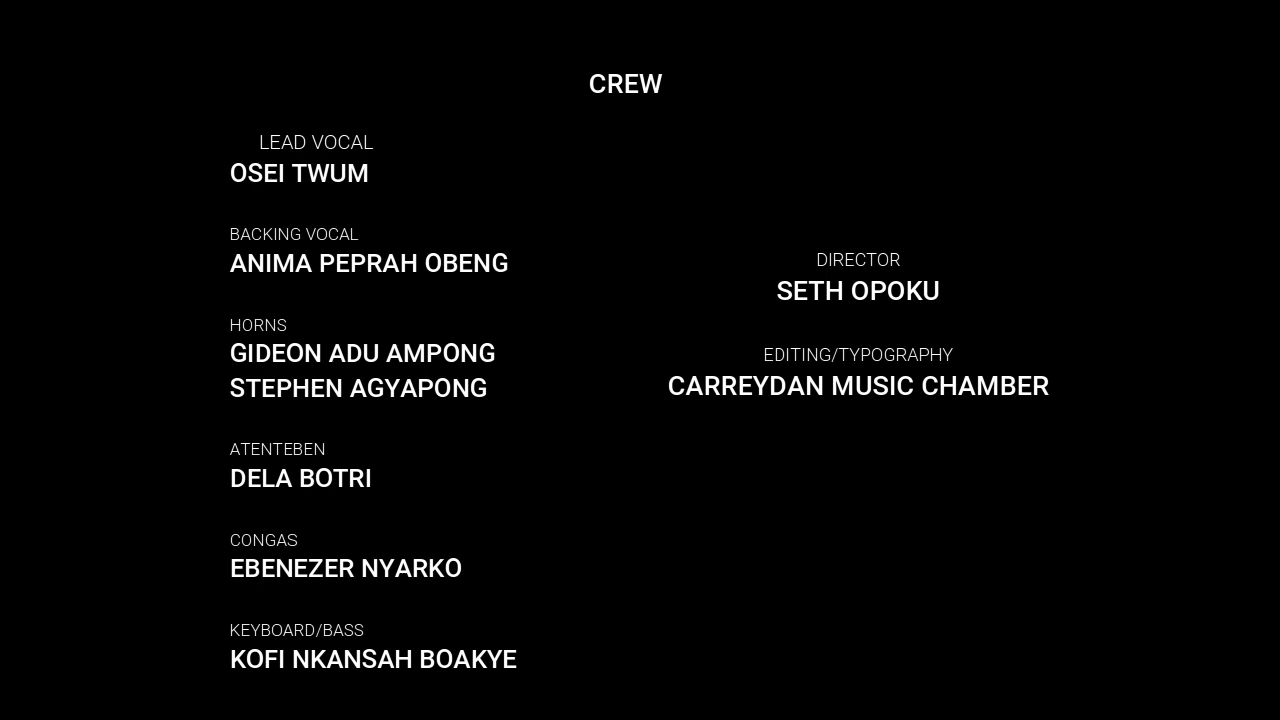 CREW
LEAD VOCAL
OSEI TWUM
BACKING VOCAL
ANIMA PEPRAH OBENG
HORNS
GIDEON ADU AMPONG
STEPHEN AGYAPONG
ATENTEBEN
DELA BOTRI
CONGAS
EBENEZER NYARKO
KEYBOARD/BASS
KOFI NKANSAH BOAKYE
DIRECTOR
SETH OPOKU
EDITING/TYPOGRAPHY
CARREYDAN MUSIC CHAMBER